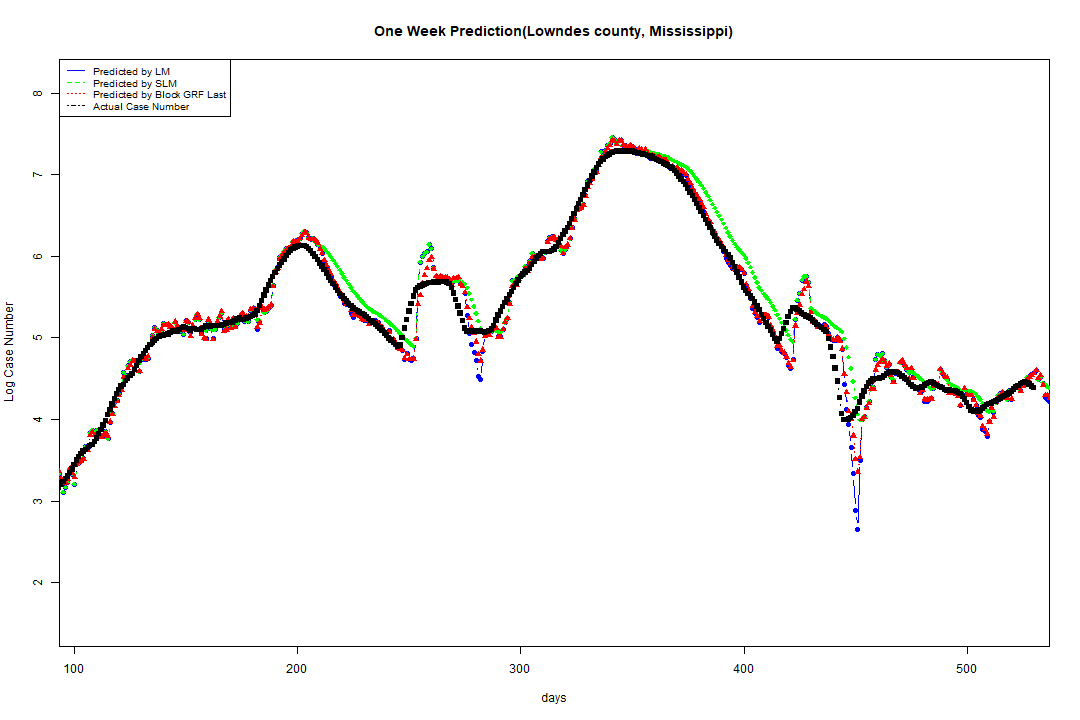 One Week Prediction(Lowndes county, Mississippi)
Predicted by LM
Predicted by SLM
Predicted by Block GRF Last
Actual Case Number
8
7
6
5
4
3
2
Log Case Number
100 200 300 400 500
days